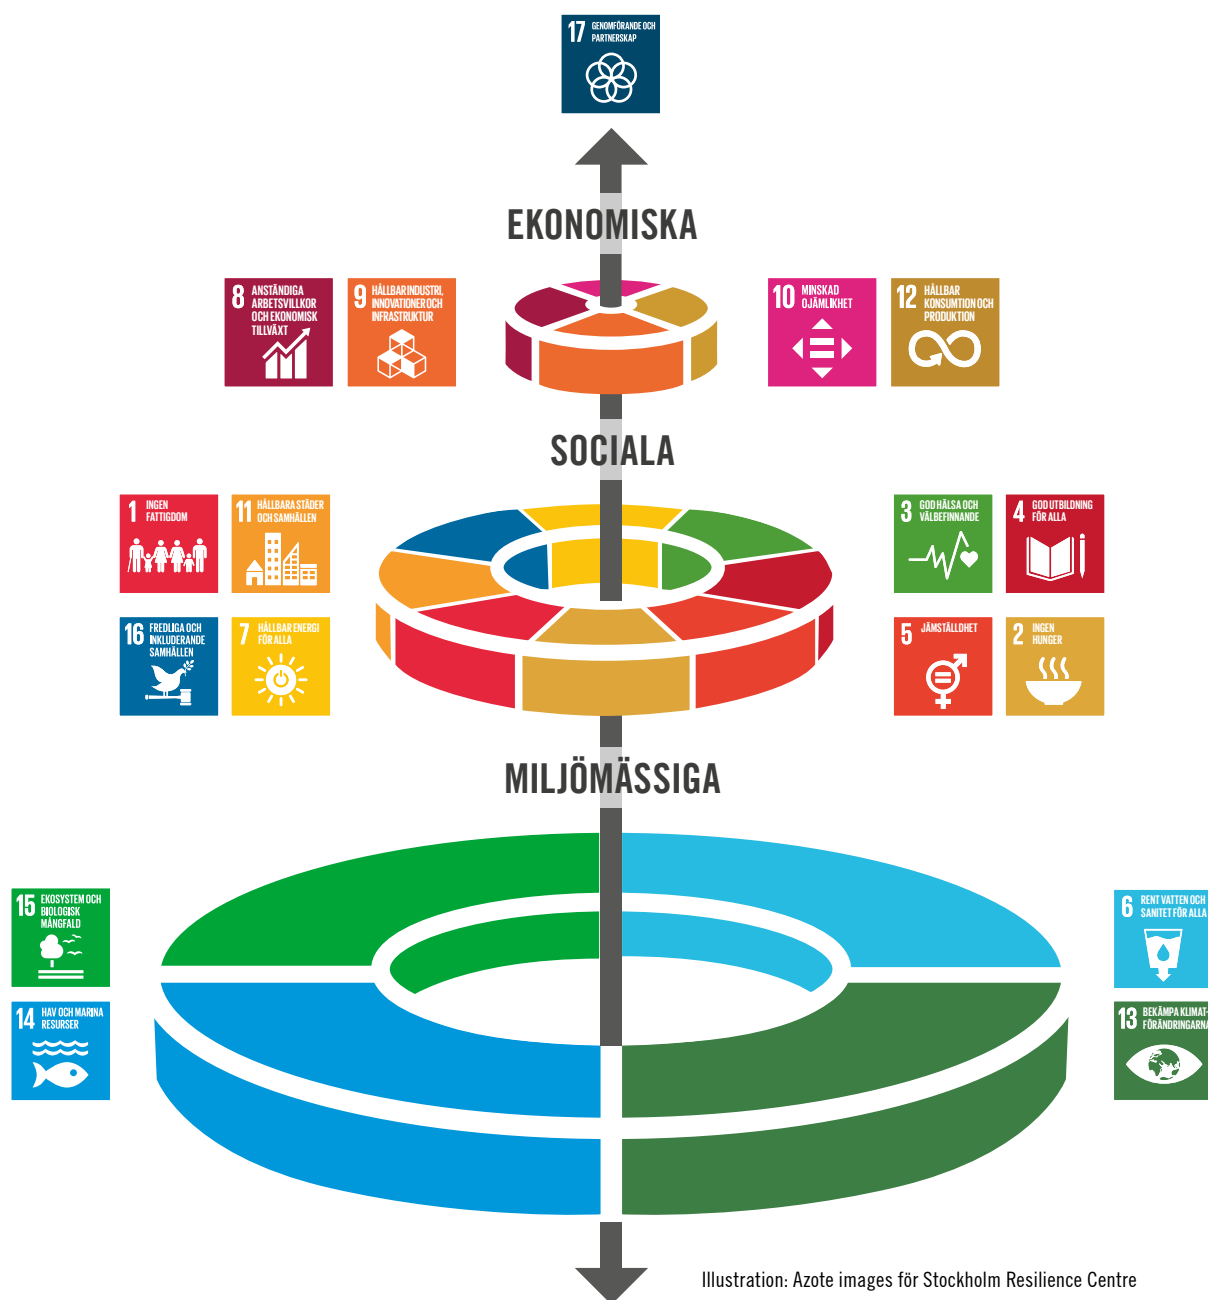 17 GENOMFÖRANDE OCH
PARTNERSKAP
EKONOMISKA
8 ANSTÄNDIGA
ARBETSVILLKOR
OCH EKONOMISK
TILLVÄXT
9 HÅLLBAR INDUSTRI,
INNOVATIONER OCH
INFRASTRUKTUR
10 MINSKAD
OJÄMLIKHET
12 HÅLLBAR
KONSUMTION OCH
PRODUKTION
SOCIALA
1 INGEN
FATTIGDOM
11 HÅLLBARA STÄDER
OCH SAMHÄLLEN
3 GOD HÄLSA OCH
VÄLBEFINNANDE
4 GOD UTBILDNING
FÖR ALLA
16 FREDLIGA OCH
INKLUDERANDE
SAMHÄLLEN
7 HÅLLBAR ENERGI
FÖR ALLA
5 JÄMSTÄLLDHET
2 INGEN
HUNGER
MILJÖMÄSSIGA
15 EKOSYSTEM OCH
BIOLOGISK
MÅNGFALD
6 RENT VATTEN OCH
SANITET FÖR ALLA
14 HAV OCH MARINA
RESURSER
13 BEKÄMPA KLIMAT-
FÖRÄNDRINGARNA
Illustration: Azote images för Stockholm Resilience Centre